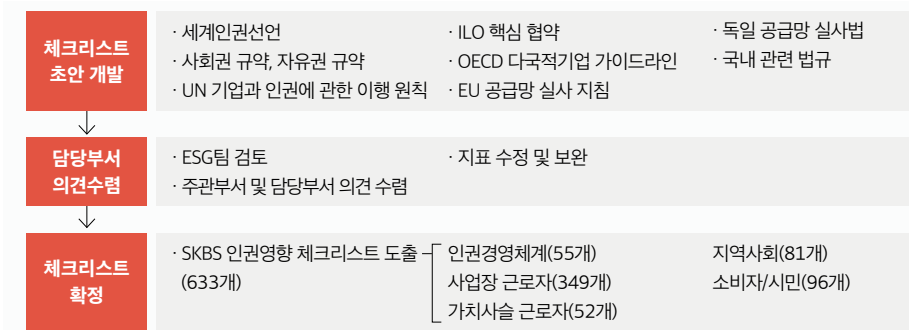 체크리스트
초안 개발
· 세계인권선언
· 사회권 규약, 자유권 규약
· UN 기업과 인권에 관한 이행 원칙
· ILO 핵심 협약
· OECD 다국적기업 가이드라인
· EU 공급망 실사 지침
· 독일 공급망 실사법
· 국내 관련 법규
담당부서
의견수렴
· ESG팀 검토
· 주관부서 및 담당부서 의견 수렴
· 지표 수정 및 보완
체크리스트
확정
· SKBS 인권영향 체크리스트 도출
(633개)
인권경영체계(55개)
사업장 근로자(349개)
가치사슬 근로자(52개)
지역사회(81개)
소비자/시민(96개)